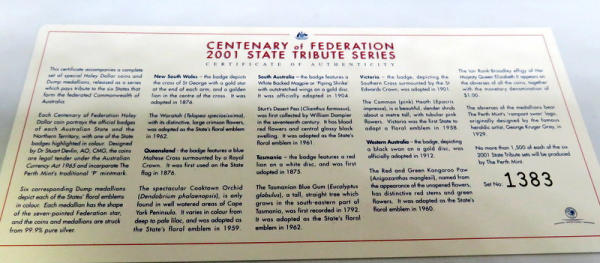 CENTENARY of FEDERATION
2001 STATE TRIBUTE SERIES
CERTIFICATE OF AUTHENTICITY
This certificate accompanies a complete
set of special Holey Dollar coins and
Dump medallions, released as a series
which pays tribute to the six States that
form the federated Commonwealth of
Australia.
Each Centenary of Federation Holey
Dollar coin portrays the official badges
of each Australian State and the
Northern Territory, with one of the State
badges highlighted in colour. Designed
by Dr Stuart Devlin, AO, CMG, the coins
are legal tender under the Australian
Currency Act 1965 and incorporate The
Perth Mint's traditional 'P' mintmark.
Six corresponding Dump medallions
depict each of the States' floral emblems
in colour. Each medallion has the shape
of the seven-pointed Federation star,
and the coins and medallions are struck
from 99.9% pure silver.
New South Wales – the badge depicts
the cross of St George with a gold star
at the end of each arm, and a golden
lion in the centre of the cross. It was
adopted in 1876.
The Waratah (Telopea speciosissima),
with its distinctive, large crimson flowers,
was adopted as the State's floral emblem
in 1962.
Queensland – the badge features a blue
Maltese Cross surmounted by a Royal
Crown. It was first used on the State
flag in 1876.
The spectacular Cooktown Orchid
(Dendrobium phalaenopsis), is only
found in well watered areas of Cape
York Peninsula. It varies in colour from
deep to pale lilac, and was adopted as
the State's floral emblem in 1959.
South Australia – the badge features a
White Backed Magpie or 'Piping Shrike'
with outstretched wings on a gold disk.
It was officially adopted in 1904.
Sturt's Desert Pea (Clianthus formosus),
was first collected by William Dampier
in the seventeenth century. It has blood
red flowers and central glossy black
swelling. It was adopted as the State's
floral emblem in 1961.
Tasmania – the badge features a red
lion on a white disc, and was first
adopted in 1875.
The Tasmanian Blue Gum (Eucalyptus
globulus), a tall, straight tree which
grows in the south-eastern part of
Tasmania, was first recorded in 1792.
It was adopted as the State's floral
emblem in 1962.
Victoria – the badge, depicting the
Southern Cross surmounted by the St
Edwards Crown, was adopted in 1901.
The Common (pink) Heath (Epacris
impressa), is a beautiful, slender shrub
about a metre tall, with tubular pink
flowers. Victoria was the first State to
adopt a floral emblem in 1958.
Western Australia – the badge, depicting
a black swan on a gold disc, was
officially adopted in 1912.
The Red and Green Kangaroo Paw
(Anigozanthos manglesii), named from
the appearance of the unopened flowers,
has distinctive red stems and green
flowers. It was adopted as the State's
floral emblem in 1960.
The Ian Rank-Broadley effigy of Her
Majesty Queen Elizabeth II appears on
the obverses of all the coins, together
with the monetary denomination of
$1.00.
The obverses of the medallions bear
The Perth Mint's 'rampant swan' logo,
originally designed by the famous
heraldic artist, George Kruger Gray, in
1929.
No more than 1,500 of each of the six
2001 State Tribute sets will be produced
by The Perth Mint.
Set No. 1383